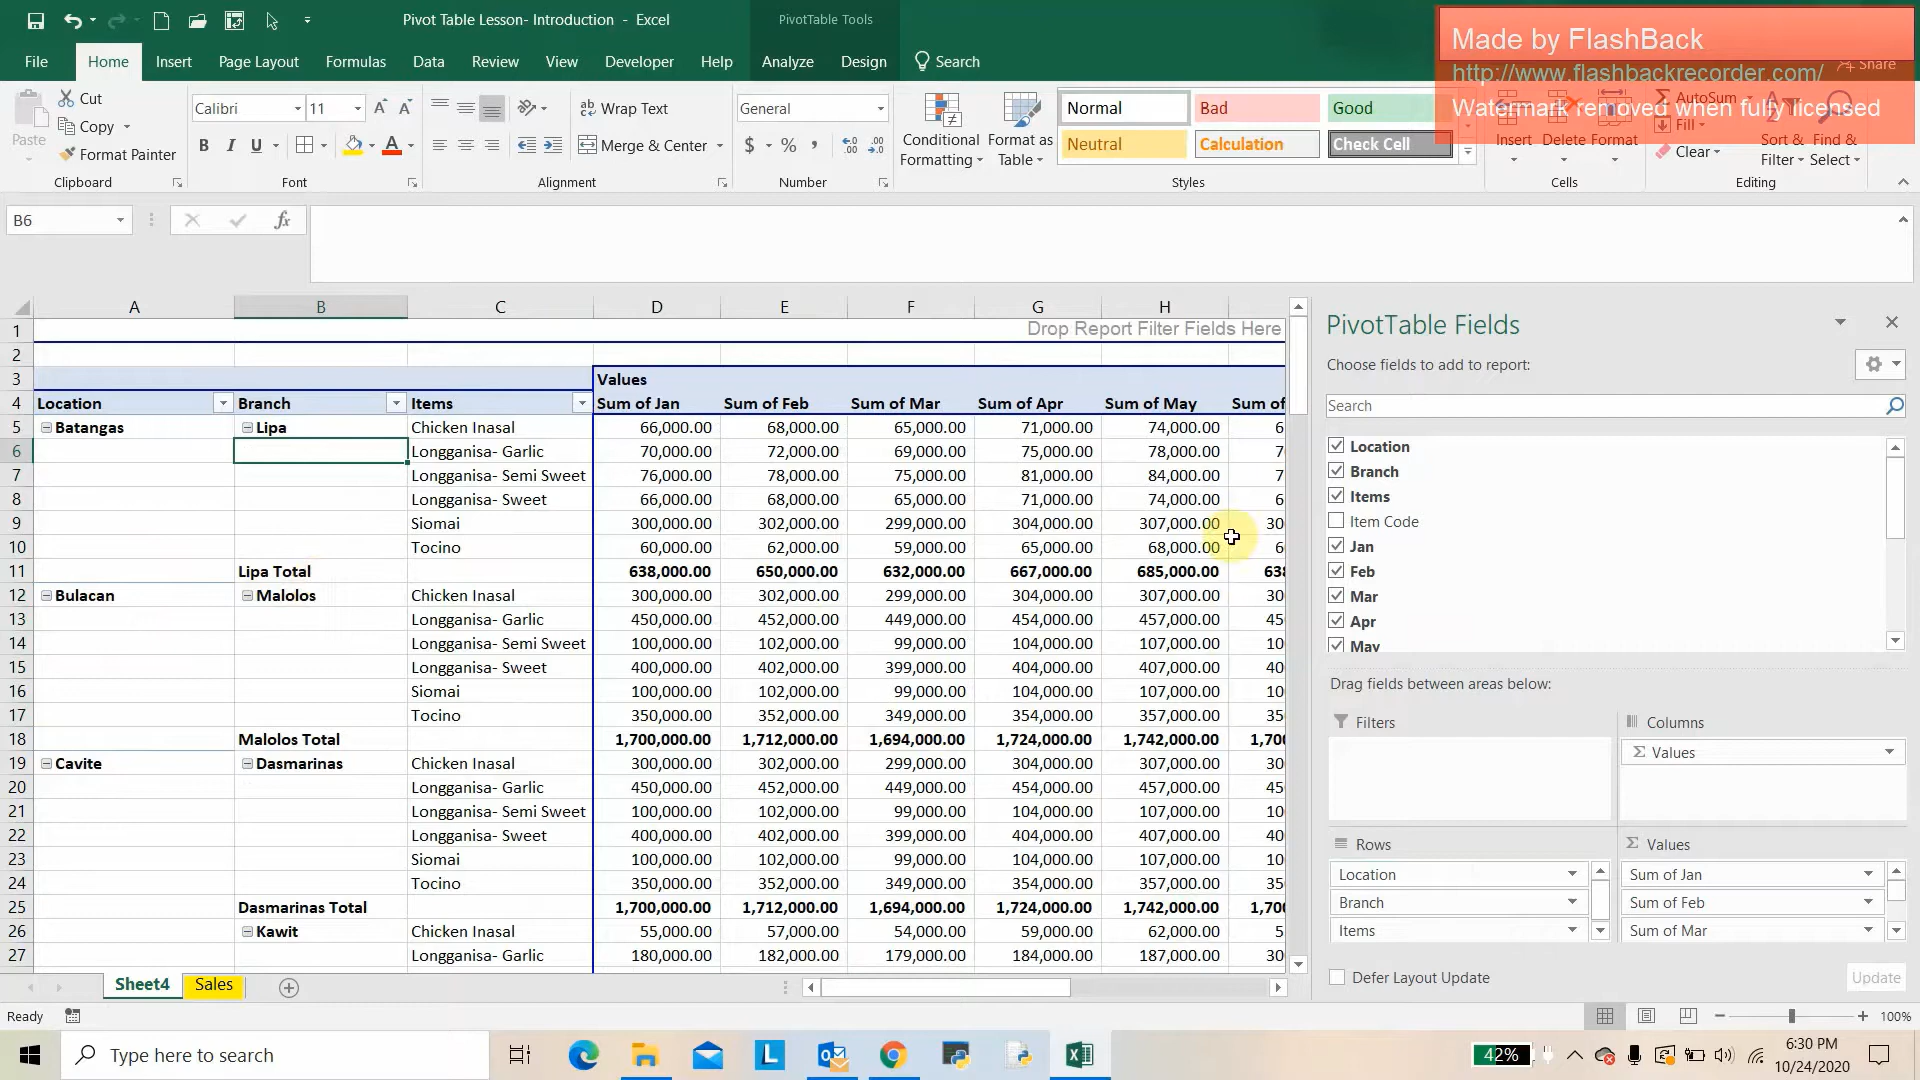 Pivot Table Lesson- Introduction - Excel
PivotTable Tools
Made by FlashBack
http://www.flashbackrecorder.com/
Watermark removed when fully licensed
File Home Insert Page Layout Formulas Data Review View Developer Help Analyze Design Search Share
Paste
Cut
Copy
Format Painter
Clipboard
Calibri 11
B I U
Font
Wrap Text
Merge & Center
Alignment
General
$ % ,
Number
Conditional Formatting
Format as Table
Normal Bad Good
Neutral Calculation Check Cell
Styles
Insert Delete Format
Cells
AutoSum
Fill
Clear
Sort & Filter
Find & Select
Editing
B6
fx
A B C D E F G H
1 Drop Report Filter Fields Here
2
3 Values
4 Location Branch Items Sum of Jan Sum of Feb Sum of Mar Sum of Apr Sum of May Sum of
5 Batangas Lipa Chicken Inasal 66,000.00 68,000.00 65,000.00 71,000.00 74,000.00 6
6 Longganisa- Garlic 70,000.00 72,000.00 69,000.00 75,000.00 78,000.00 7
7 Longganisa- Semi Sweet 76,000.00 78,000.00 75,000.00 81,000.00 84,000.00 7
8 Longganisa- Sweet 66,000.00 68,000.00 65,000.00 71,000.00 74,000.00 6
9 Siomai 300,000.00 302,000.00 299,000.00 304,000.00 307,000.00 30
10 Tocino 60,000.00 62,000.00 59,000.00 65,000.00 68,000.00 6
11 Lipa Total 638,000.00 650,000.00 632,000.00 667,000.00 685,000.00 638
12 Bulacan Malolos Chicken Inasal 300,000.00 302,000.00 299,000.00 304,000.00 307,000.00 30
13 Longganisa- Garlic 450,000.00 452,000.00 449,000.00 454,000.00 457,000.00 45
14 Longganisa- Semi Sweet 100,000.00 102,000.00 99,000.00 104,000.00 107,000.00 10
15 Longganisa- Sweet 400,000.00 402,000.00 399,000.00 404,000.00 407,000.00 40
16 Siomai 100,000.00 102,000.00 99,000.00 104,000.00 107,000.00 10
17 Tocino 350,000.00 352,000.00 349,000.00 354,000.00 357,000.00 35
18 Malolos Total 1,700,000.00 1,712,000.00 1,694,000.00 1,724,000.00 1,742,000.00 1,700
19 Cavite Dasmarinas Chicken Inasal 300,000.00 302,000.00 299,000.00 304,000.00 307,000.00 30
20 Longganisa- Garlic 450,000.00 452,000.00 449,000.00 454,000.00 457,000.00 45
21 Longganisa- Semi Sweet 100,000.00 102,000.00 99,000.00 104,000.00 107,000.00 10
22 Longganisa- Sweet 400,000.00 402,000.00 399,000.00 404,000.00 407,000.00 40
23 Siomai 100,000.00 102,000.00 99,000.00 104,000.00 107,000.00 10
24 Tocino 350,000.00 352,000.00 349,000.00 354,000.00 357,000.00 35
25 Dasmarinas Total 1,700,000.00 1,712,000.00 1,694,000.00 1,724,000.00 1,742,000.00 1,700
26 Kawit Chicken Inasal 55,000.00 57,000.00 54,000.00 59,000.00 62,000.00 5
27 Longganisa- Garlic 180,000.00 182,000.00 179,000.00 184,000.00 187,000.00 30
PivotTable Fields
Choose fields to add to report:
Search
Location
Branch
Items
Item Code
Jan
Feb
Mar
Apr
May
Drag fields between areas below:
Filters
Columns
Values
Rows
Location
Branch
Items
Values
Sum of Jan
Sum of Feb
Sum of Mar
Defer Layout Update
Update
Sheet4 Sales
Ready
100%
Type here to search
42%
6:30 PM
10/24/2020